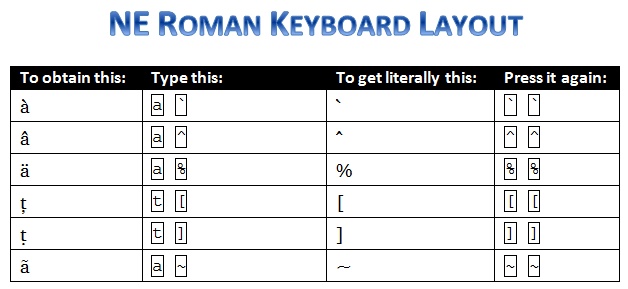 NE ROMAN KEYBOARD LAYOUT
To obtain this: Type this: To get literally this: Press it again:
à a ` ` ` `
â a ^ ^ ^ ^
ä a % % % %
ț t [ [ [ [
ṭ t ] ] ] ]
ã a ~ ~ ~ ~